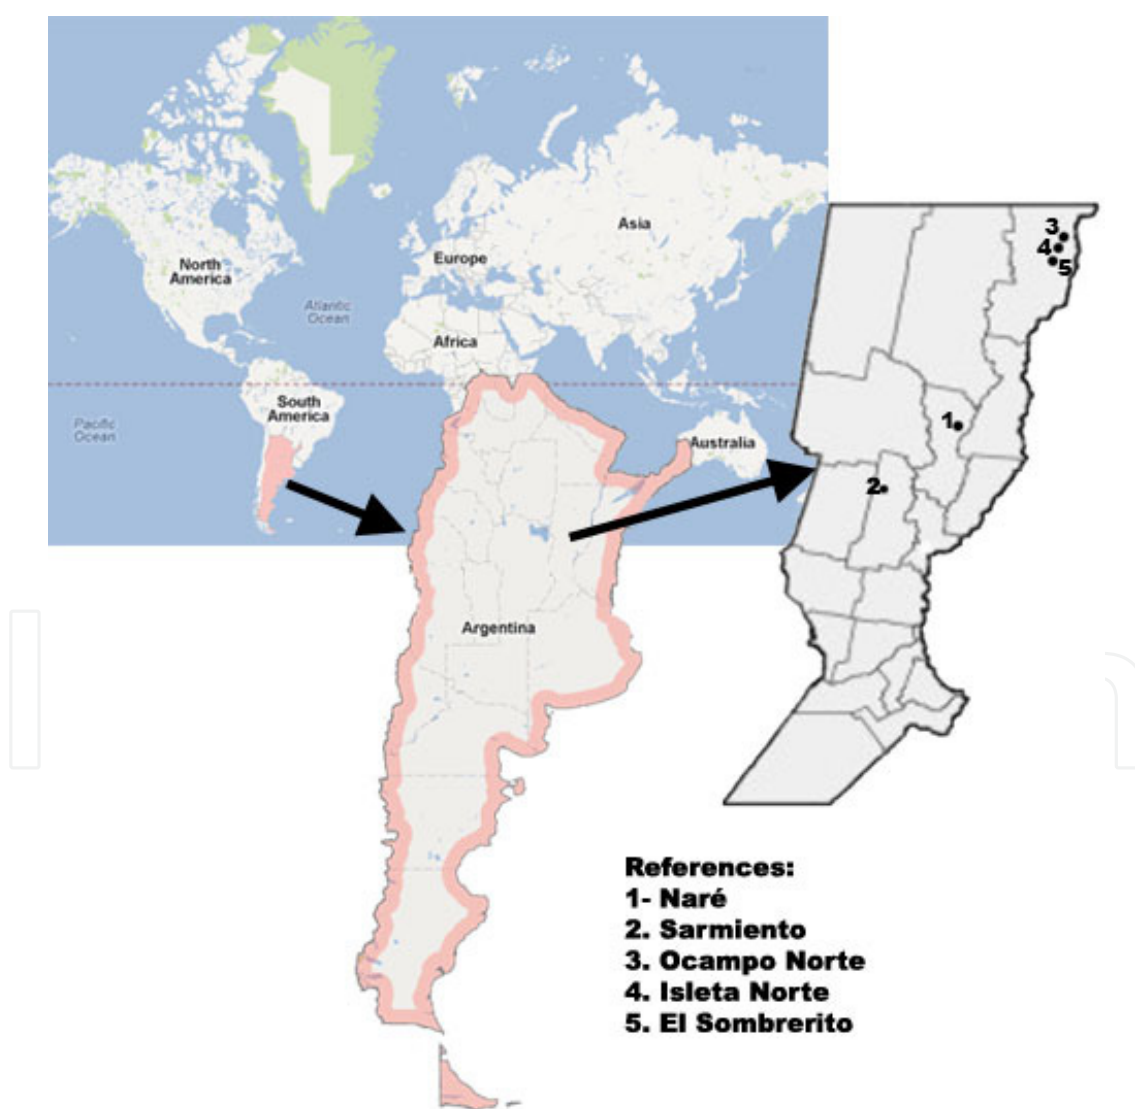 Asia
Europe
North
America
Atlantic
Ocean
Africa
South
America
Pacific
Ocean
Australia
Argentina
3
4
5
1
2
References:
1- Naré
2. Sarmiento
3. Ocampo Norte
4. Isleta Norte
5. El Sombrerito